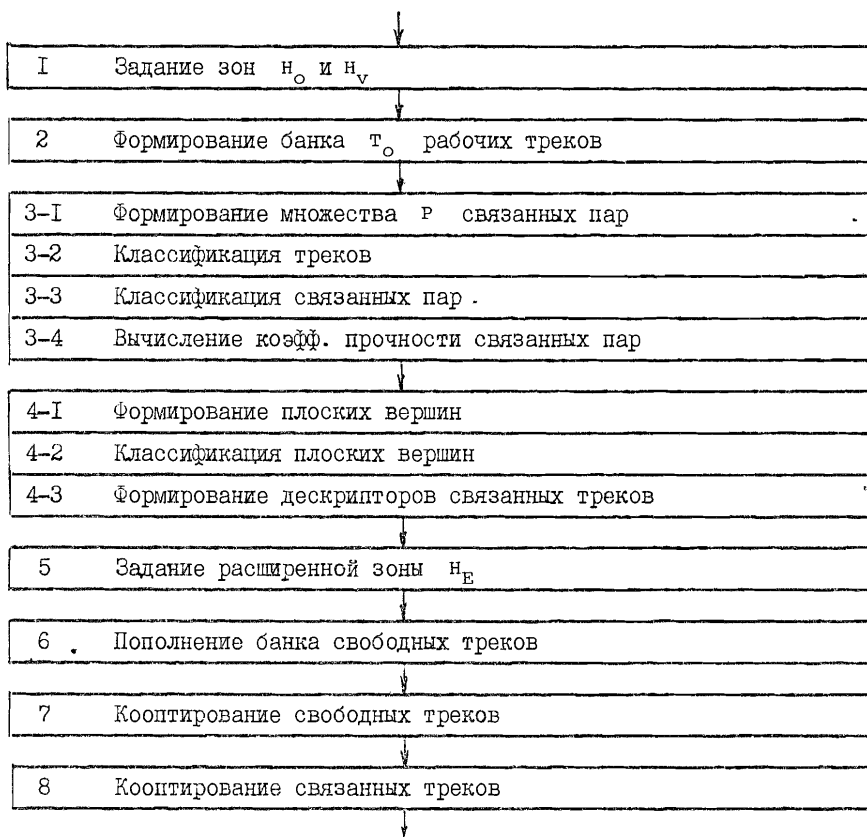 I Задание зон H_o и H_v
2 Формирование банка T_o рабочих треков
3-I Формирование множества P связанных пар
3-2 Классификация треков
3-3 Классификация связанных пар
3-4 Вычисление коэфф. прочности связанных пар
4-I Формирование плоских вершин
4-2 Классификация плоских вершин
4-3 Формирование дескрипторов связанных треков
5 Задание расширенной зоны H_E
6 Пополнение банка свободных треков
7 Кооптирование свободных треков
8 Кооптирование связанных треков